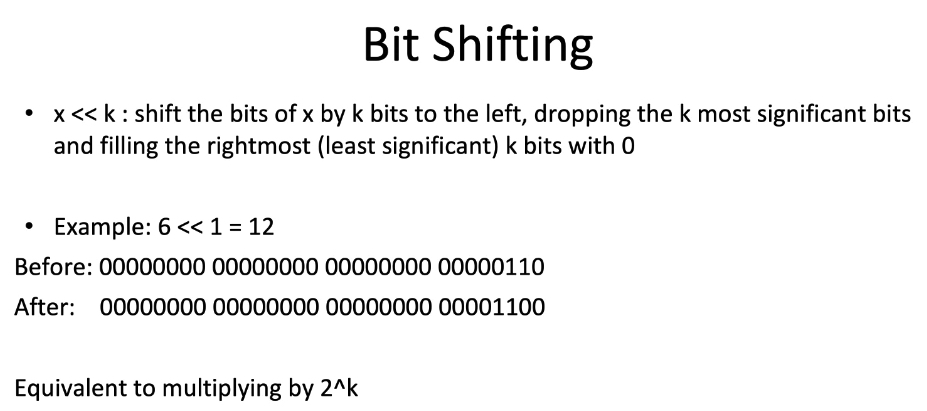 Bit Shifting
• x << k : shift the bits of x by k bits to the left, dropping the k most significant bits
and filling the rightmost (least significant) k bits with 0
• Example: 6 << 1 = 12
Before: 00000000 00000000 00000000 00000110
After: 00000000 00000000 00000000 00001100
Equivalent to multiplying by 2^k